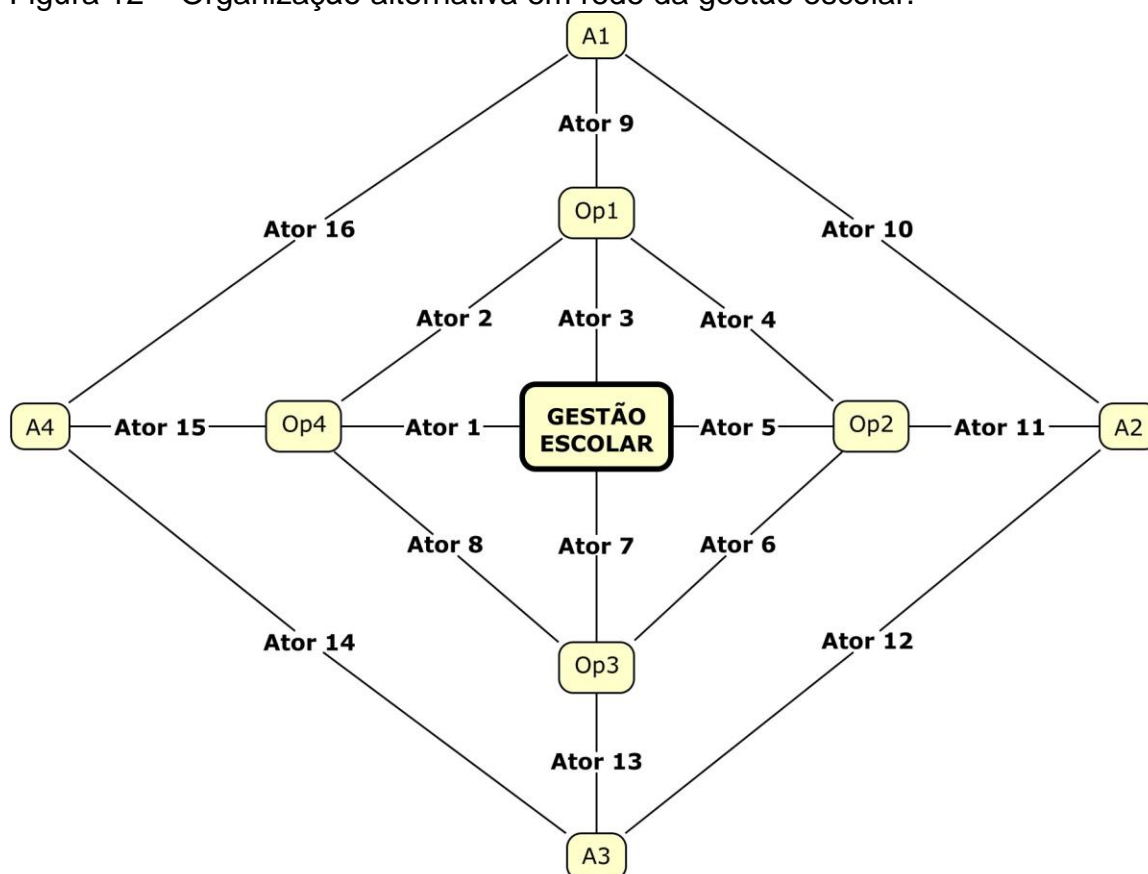 Figura 12 – Organização alternativa em rede da gestão escolar.
A1
Ator 9
Op1
Ator 16
Ator 10
Ator 2
Ator 3
Ator 4
A4
Ator 15
Op4
Ator 1
GESTÃO
ESCOLAR
Ator 5
Op2
Ator 11
A2
Ator 8
Ator 7
Ator 6
Ator 14
Ator 12
Op3
Ator 13
A3